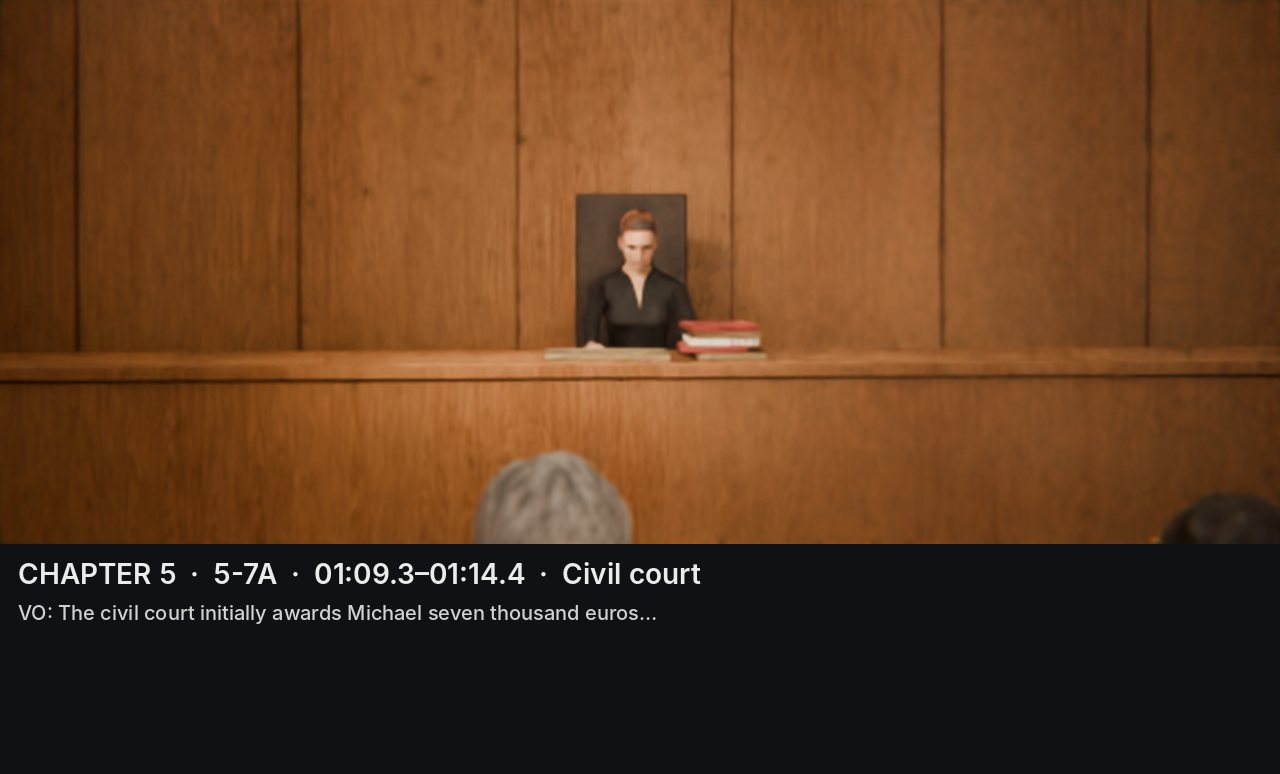 CHAPTER 5 · 5-7A · 01:09.3–01:14.4 · Civil court
VO: The civil court initially awards Michael seven thousand euros...